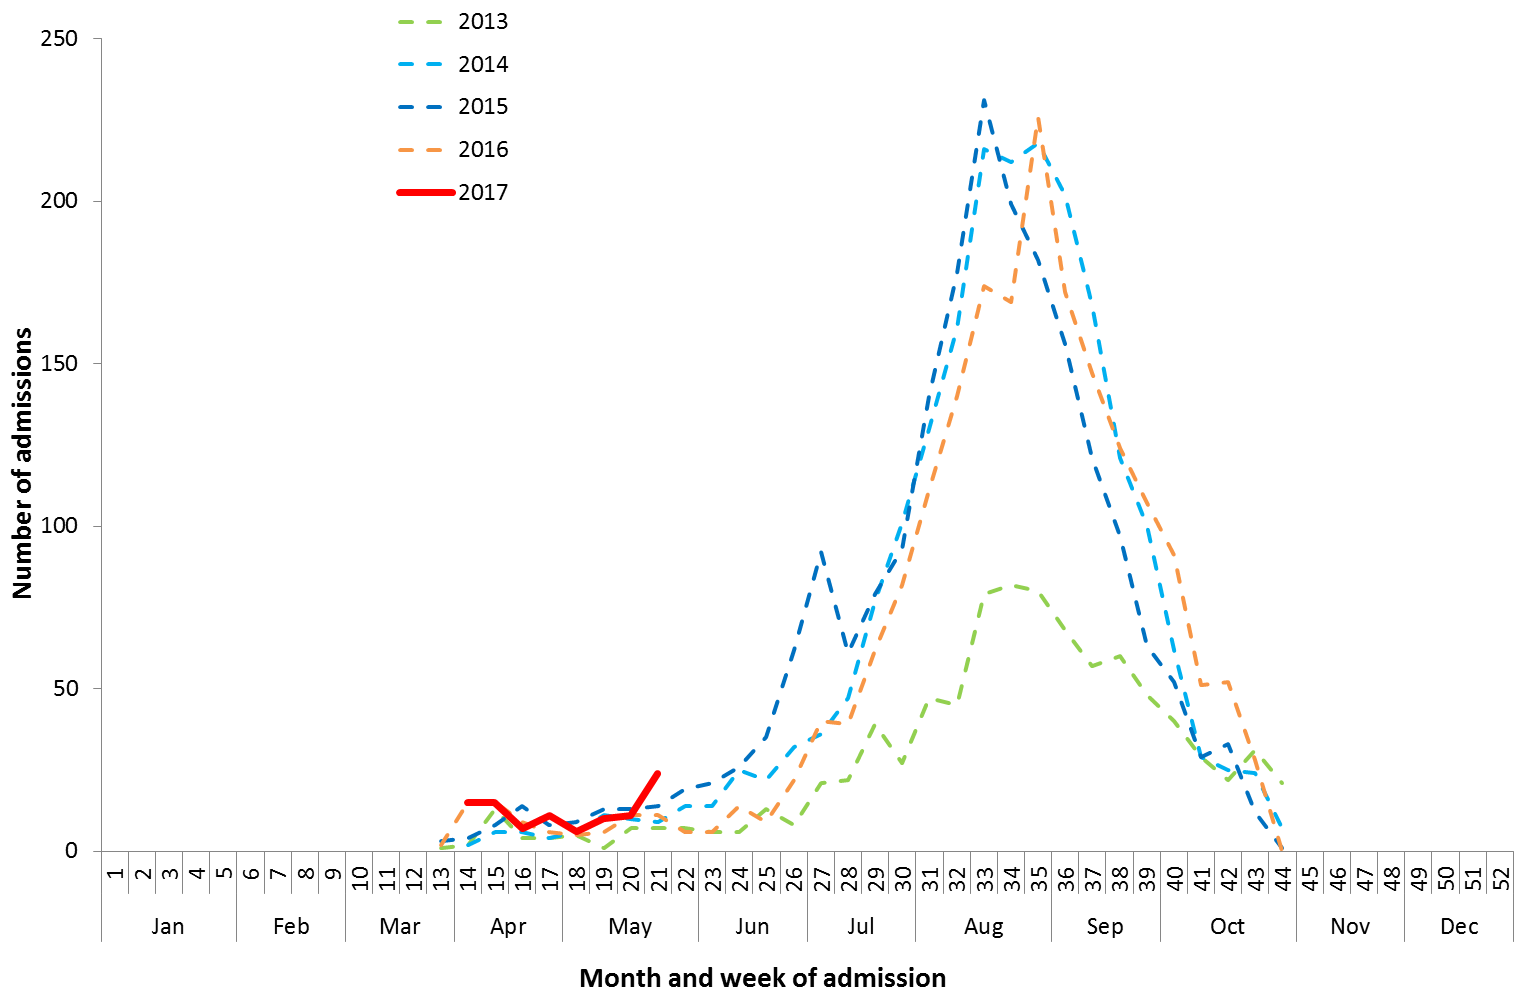 2013
2014
2015
2016
2017
250
200
150
100
50
0
Number of admissions
1 2 3 4 5 6 7 8 9 10 11 12 13 14 15 16 17 18 19 20 21 22 23 24 25 26 27 28 29 30 31 32 33 34 35 36 37 38 39 40 41 42 43 44 45 46 47 48 49 50 51 52
Jan Feb Mar Apr May Jun Jul Aug Sep Oct Nov Dec
Month and week of admission